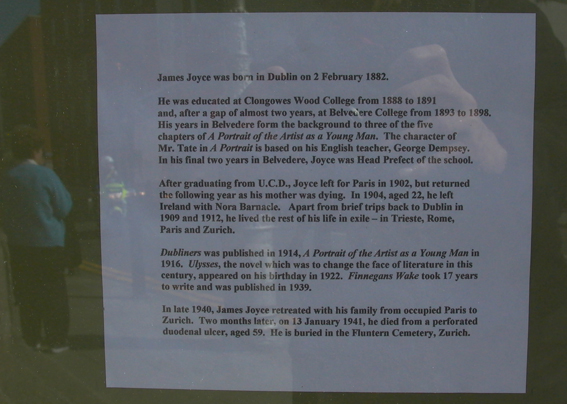 James Joyce was born in Dublin on 2 February 1882.
He was educated at Clongowes Wood College from 1888 to 1891
and, after a gap of almost two years, at Belvedere College from 1893 to 1898.
His years in Belvedere form the background to three of the five
chapters of A Portrait of the Artist as a Young Man. The character of
Mr. Tate in A Portrait is based on his English teacher, George Dempsey.
In his final two years in Belvedere, Joyce was Head Prefect of the school.
After graduating from U.C.D., Joyce left for Paris in 1902, but returned
the following year as his mother was dying. In 1904, aged 22, he left
Ireland with Nora Barnacle. Apart from brief trips back to Dublin in
1909 and 1912, he lived the rest of his life in exile – in Trieste, Rome,
Paris and Zurich.
Dubliners was published in 1914, A Portrait of the Artist as a Young Man in
1916. Ulysses, the novel which was to change the face of literature in this
century, appeared on his birthday in 1922. Finnegans Wake took 17 years
to write and was published in 1939.
In late 1940, James Joyce retreated with his family from occupied Paris to
Zurich. Two months later, on 13 January 1941, he died from a perforated
duodenal ulcer, aged 59. He is buried in the Fluntern Cemetery, Zurich.